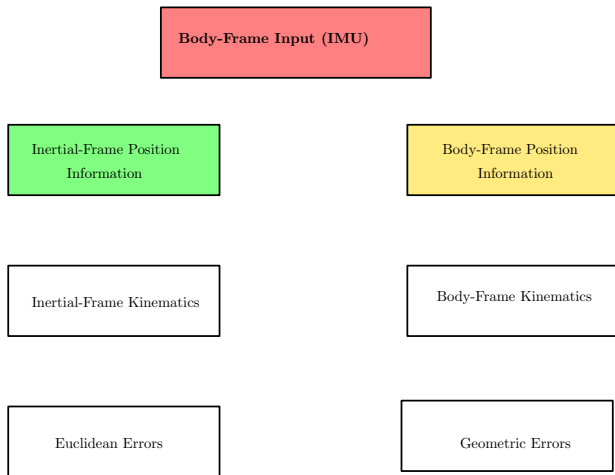 Body-Frame Input (IMU)
Inertial-Frame Position
Information
Body-Frame Position
Information
Inertial-Frame Kinematics
Body-Frame Kinematics
Euclidean Errors
Geometric Errors